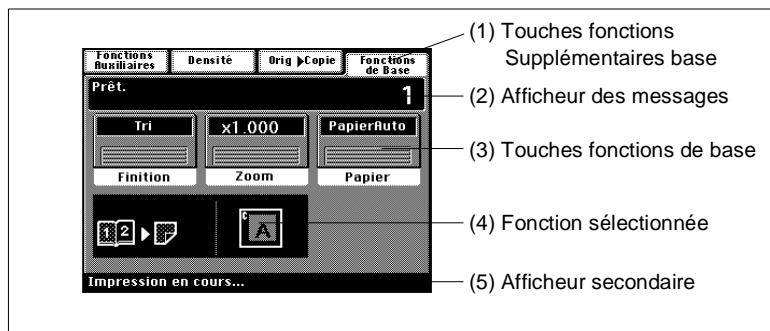 Fonctions
Auxiliaires
Densité
Orig ▶Copie
Fonctions
de Base
Prêt.
1
Tri
x1.000
PapierAuto
Finition
Zoom
Papier
1 2 ▶
C
A
Impression en cours...
(1) Touches fonctions
Supplémentaires base
(2) Afficheur des messages
(3) Touches fonctions de base
(4) Fonction sélectionnée
(5) Afficheur secondaire